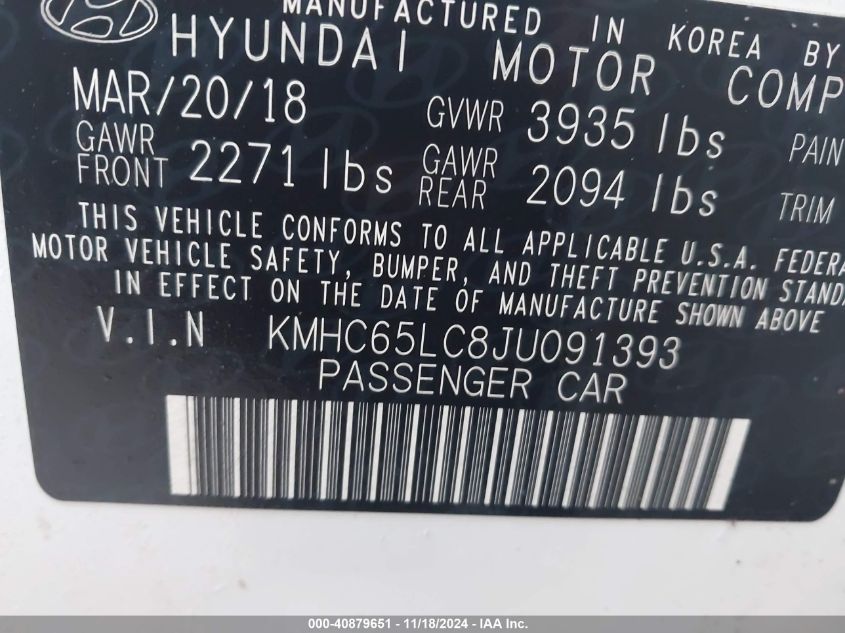 MANUFACTURED IN KOREA BY
HYUNDAI MOTOR COMP
MAR/20/18 GVWR 3935 lbs PAIN
GAWR FRONT 2271 lbs GAWR REAR 2094 lbs TRIM
THIS VEHICLE CONFORMS TO ALL APPLICABLE U.S.A. FEDERA
MOTOR VEHICLE SAFETY, BUMPER, AND THEFT PREVENTION STANDA
IN EFFECT ON THE DATE OF MANUFACTURE SHOWN ABOVE
V.I.N KMHC65LC8JU091393
PASSENGER CAR
000-40879651 - 11/18/2024 - IAA Inc.